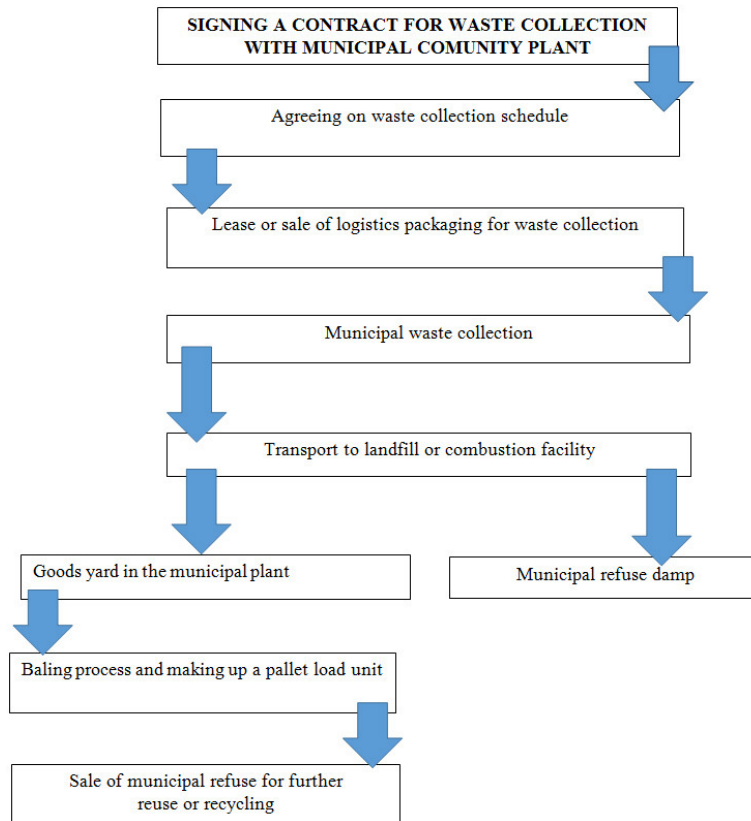 SIGNING A CONTRACT FOR WASTE COLLECTION
WITH MUNICIPAL COMUNITY PLANT
Agreeing on waste collection schedule
Lease or sale of logistics packaging for waste collection
Municipal waste collection
Transport to landfill or combustion facility
Goods yard in the municipal plant
Municipal refuse damp
Baling process and making up a pallet load unit
Sale of municipal refuse for further
reuse or recycling